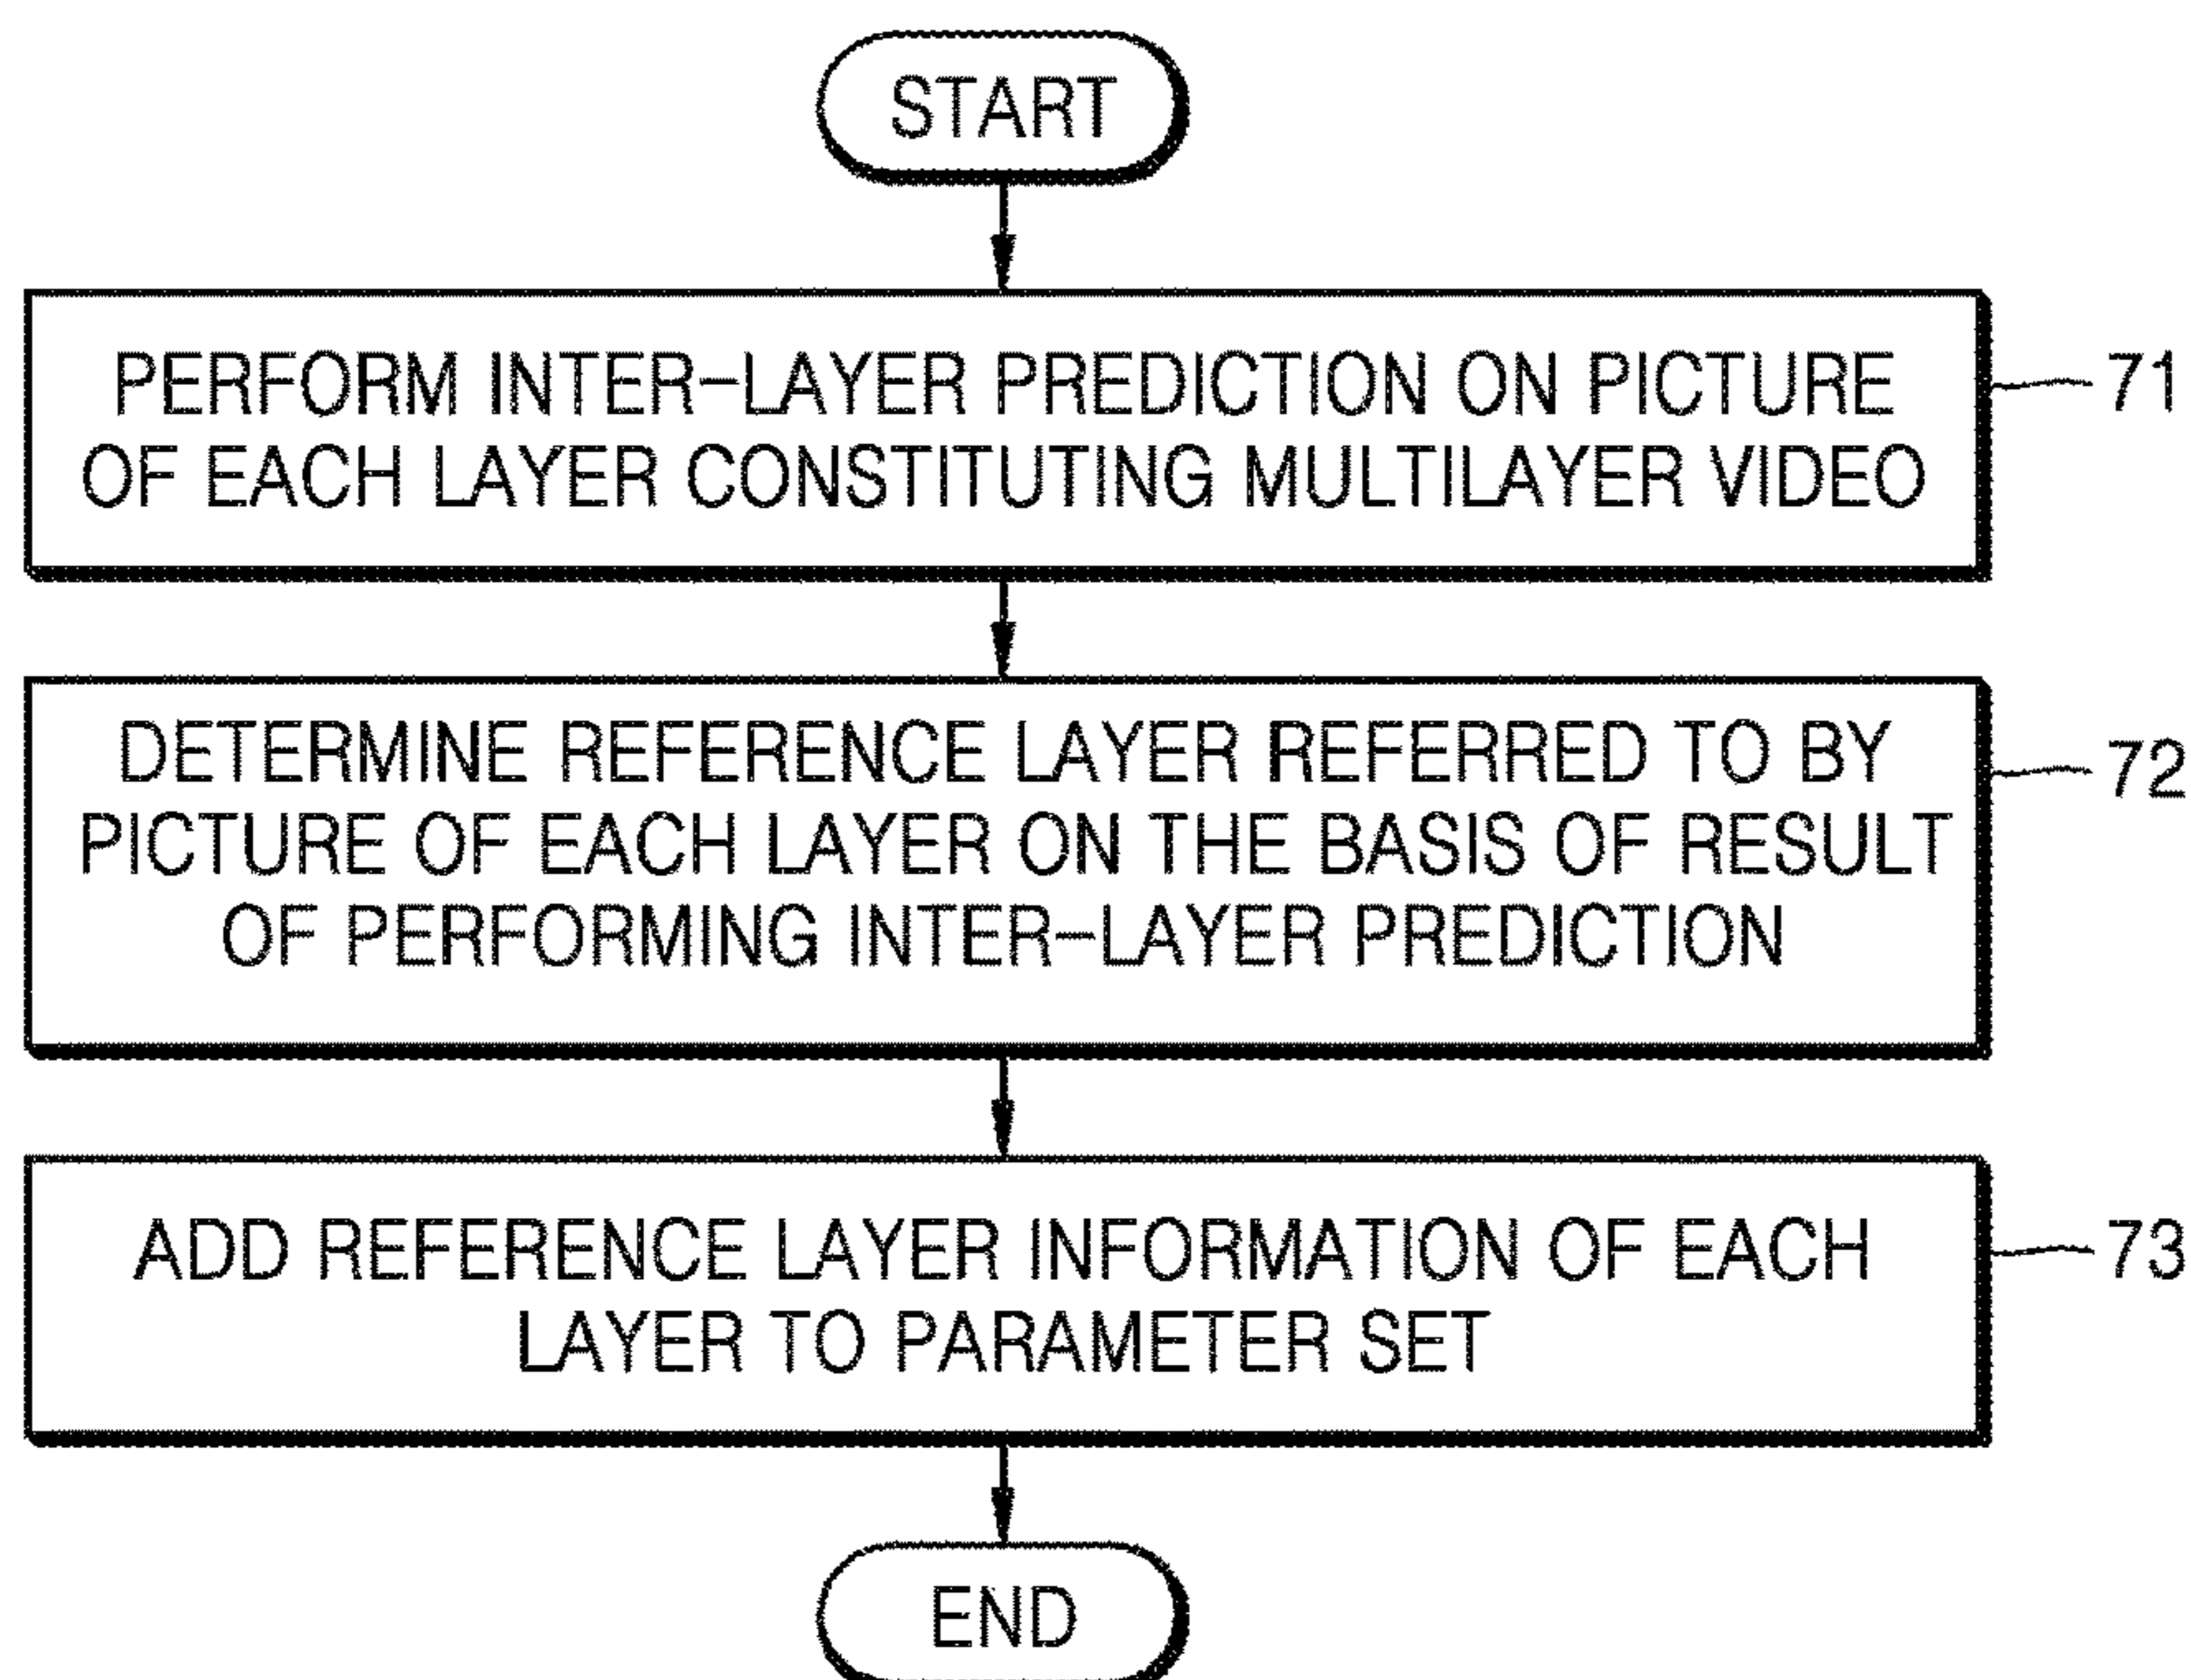 START
PERFORM INTER-LAYER PREDICTION ON PICTURE
OF EACH LAYER CONSTITUTING MULTILAYER VIDEO
71
DETERMINE REFERENCE LAYER REFERRED TO BY
PICTURE OF EACH LAYER ON THE BASIS OF RESULT
OF PERFORMING INTER-LAYER PREDICTION
72
ADD REFERENCE LAYER INFORMATION OF EACH
LAYER TO PARAMETER SET
73
END